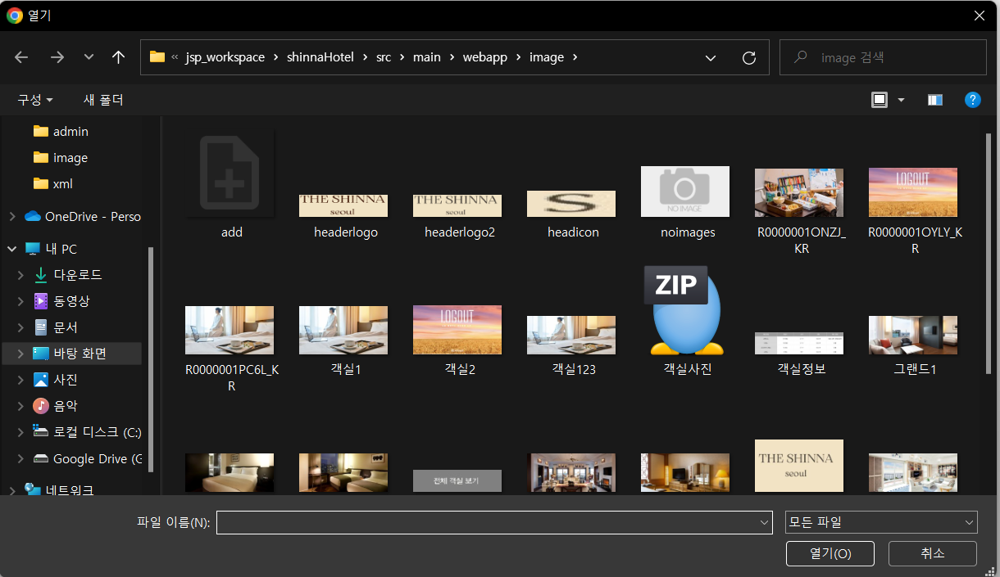 열기
« jsp_workspace › shinnaHotel › src › main › webapp › image ›
image 검색
구성
새 폴더
admin
image
xml
OneDrive - Perso
내 PC
다운로드
동영상
문서
바탕 화면
사진
음악
로컬 디스크 (C:)
Google Drive (G
네트워크
add
THE SHINNA
seoul
headerlogo
THE SHINNA
seoul
headerlogo2
S
headicon
NO IMAGE
noimages
R0000001ONZJ_
KR
LOGOUT
R0000001OYLY_K
R
R0000001PC6L_K
R
객실1
LOGOUT
객실2
객실123
ZIP
객실사진
객실정보
그랜드1
전체 객실 보기
THE SHINNA
seoul
파일 이름(N):
모든 파일
열기(O)
취소